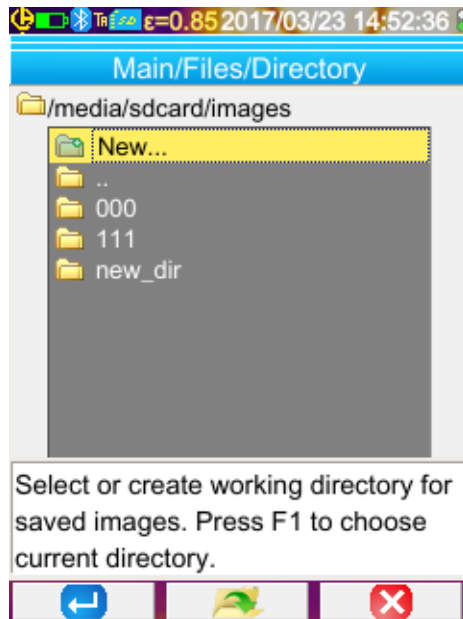 TR ε=0.85 2017/03/23 14:52:36
Main/Files/Directory
/media/sdcard/images
New...
..
000
111
new_dir
Select or create working directory for
saved images. Press F1 to choose
current directory.